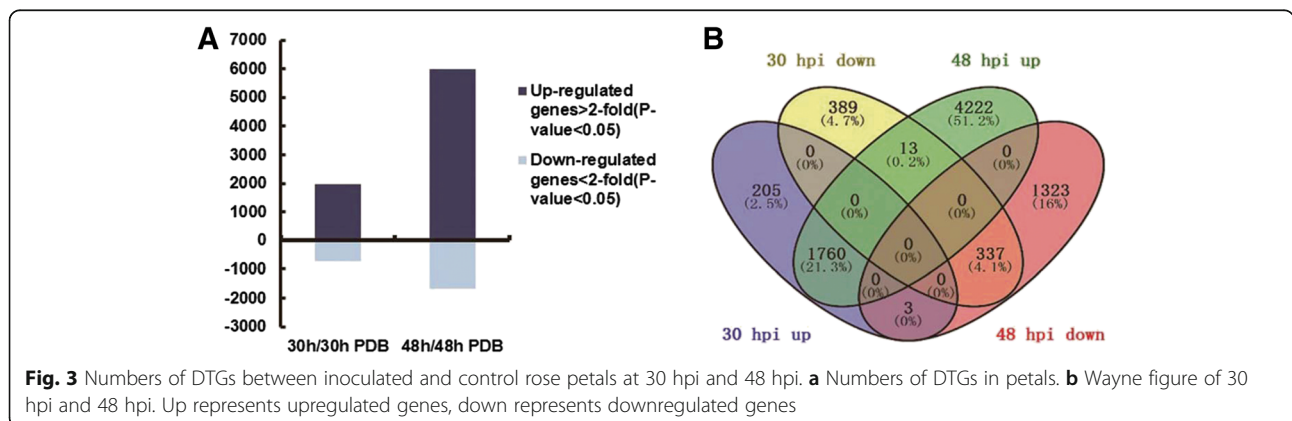 A
7000
6000
5000
4000
3000
2000
1000
0
-1000
-2000
-3000
30h/30h PDB 48h/48h PDB
Up-regulated
genes>2-fold(P-
value<0.05)
Down-regulated
genes<2-fold(P-
value<0.05)
B
30 hpi down
48 hpi up
389
(4.7%)
4222
(51.2%)
0
(0%)
13
(0.2%)
0
(0%)
205
(2.5%)
1323
(16%)
0
(0%)
0
(0%)
1760
(21.3%)
0
(0%)
337
(4.1%)
0
(0%)
0
(0%)
3
(0%)
30 hpi up
48 hpi down
Fig. 3 Numbers of DTGs between inoculated and control rose petals at 30 hpi and 48 hpi. a Numbers of DTGs in petals. b Wayne figure of 30
hpi and 48 hpi. Up represents upregulated genes, down represents downregulated genes